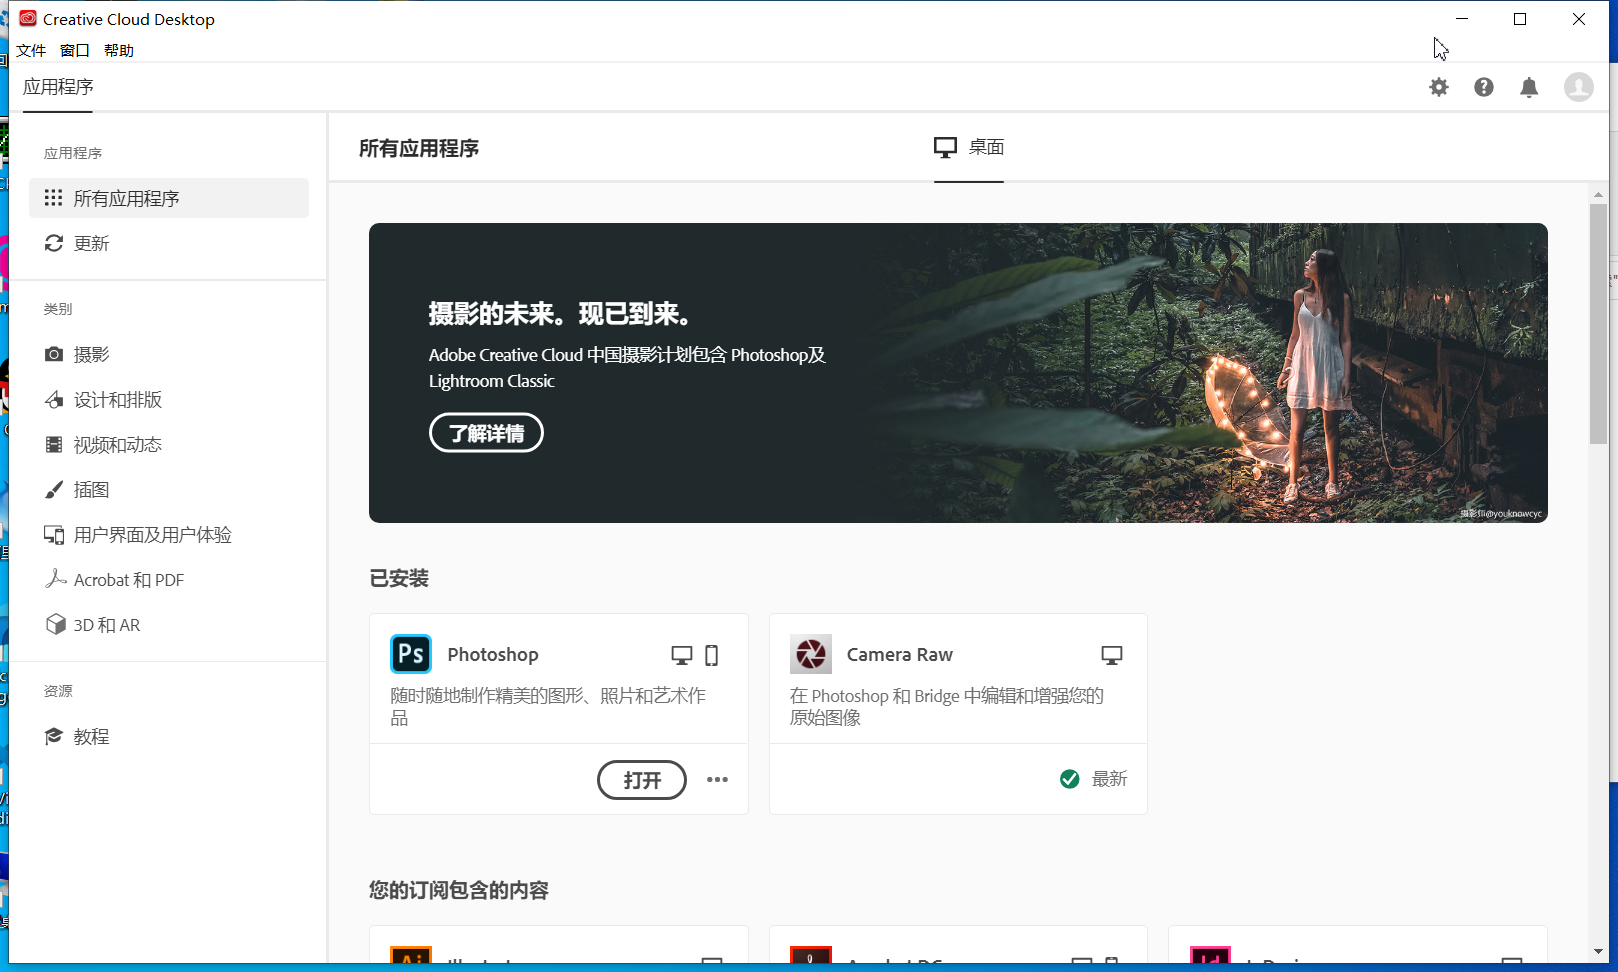 Creative Cloud Desktop
文件 窗口 帮助
应用程序
应用程序
所有应用程序
更新
类别
摄影
设计和排版
视频和动态
插图
用户界面及用户体验
Acrobat 和 PDF
3D 和 AR
资源
教程
所有应用程序
桌面
摄影的未来。现已到来。
Adobe Creative Cloud 中国摄影计划包含 Photoshop及
Lightroom Classic
了解详情
@youknowcyc
已安装
Ps
Photoshop
随时随地制作精美的图形、照片和艺术作
品
打开
Camera Raw
在 Photoshop 和 Bridge 中编辑和增强您的
原始图像
最新
您的订阅包含的内容